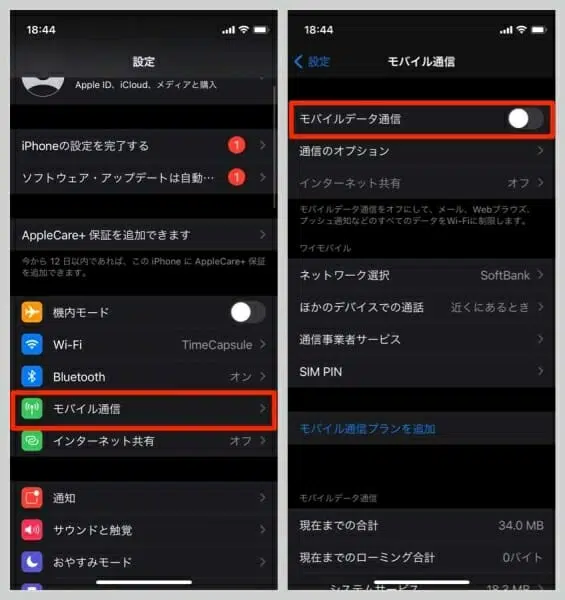 18:44
設定
Apple ID、iCloud、メディアと購入
iPhoneの設定を完了する
1
ソフトウェア・アップデートは自動…
1
AppleCare+ 保証を追加できます
今から 12 日以内であれば、この iPhone に AppleCare+ 保証
を追加できます。
機内モード
Wi-Fi
TimeCapsule
Bluetooth
オン
モバイル通信
インターネット共有
オフ
通知
サウンドと触覚
おやすみモード
18:44
設定
モバイル通信
モバイルデータ通信
通信のオプション
インターネット共有
オフ
モバイルデータ通信をオフにして、メール、Webブラウズ、
プッシュ通知などのすべてのデータをWi-Fiに制限します。
ワイモバイル
ネットワーク選択
SoftBank
ほかのデバイスでの通話
近くにあるとき
通信事業者サービス
SIM PIN
モバイル通信プランを追加
モバイルデータ通信
現在までの合計
34.0 MB
現在までのローミング合計
0バイト
システムサービス
18.3 MB